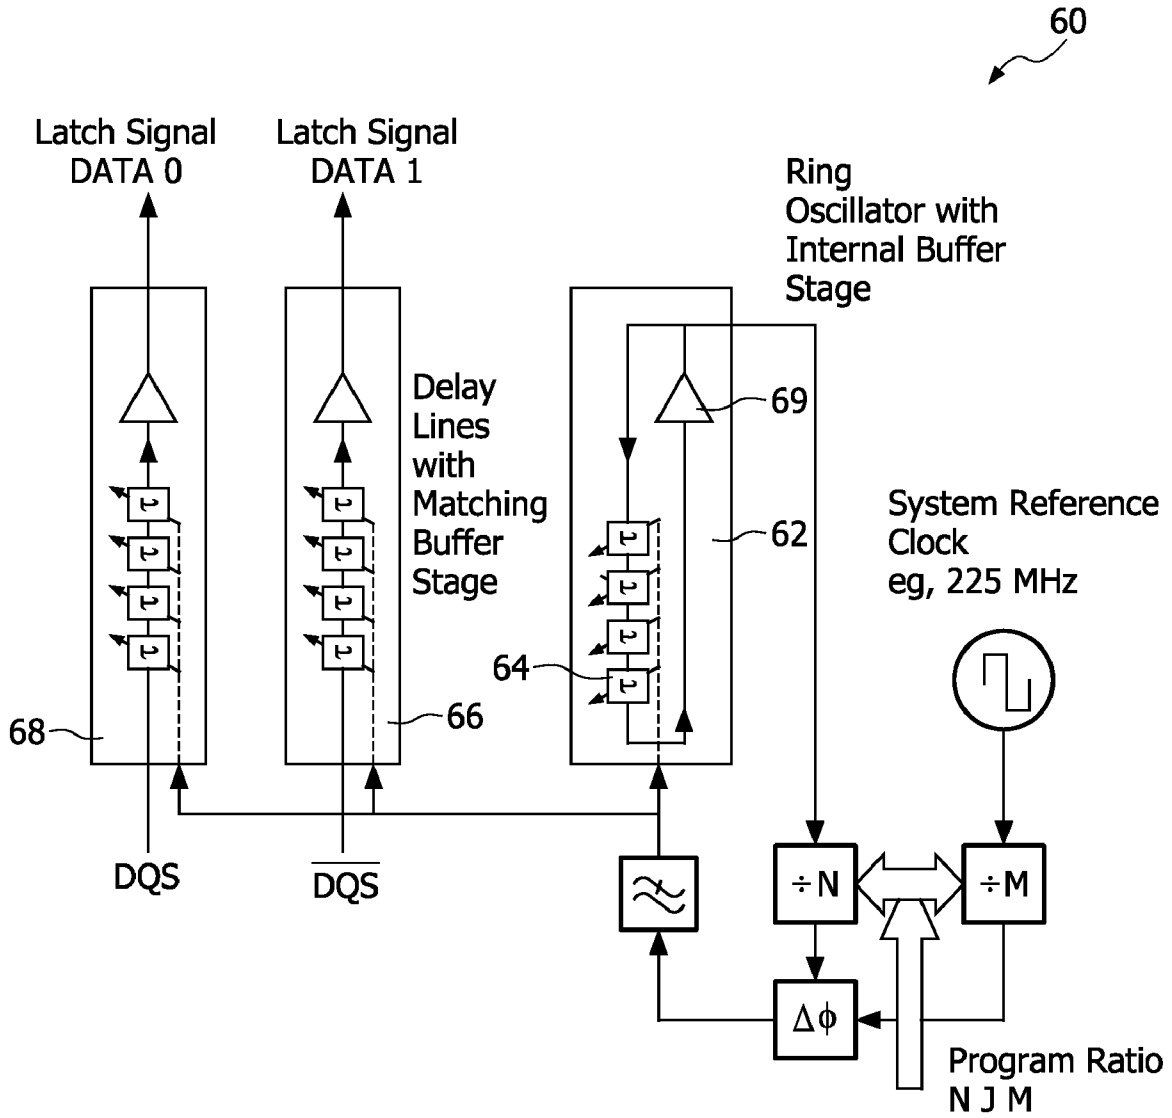 60
Latch Signal
DATA 0
Latch Signal
DATA 1
Ring
Oscillator with
Internal Buffer
Stage
Delay
Lines
with
Matching
Buffer
Stage
69
62
System Reference
Clock
eg, 225 MHz
τ τ τ
τ τ τ
τ τ τ
τ τ τ
64
66
68
DQS
D̅Q̅S̅
÷N
÷M
Δϕ
Program Ratio
N J M